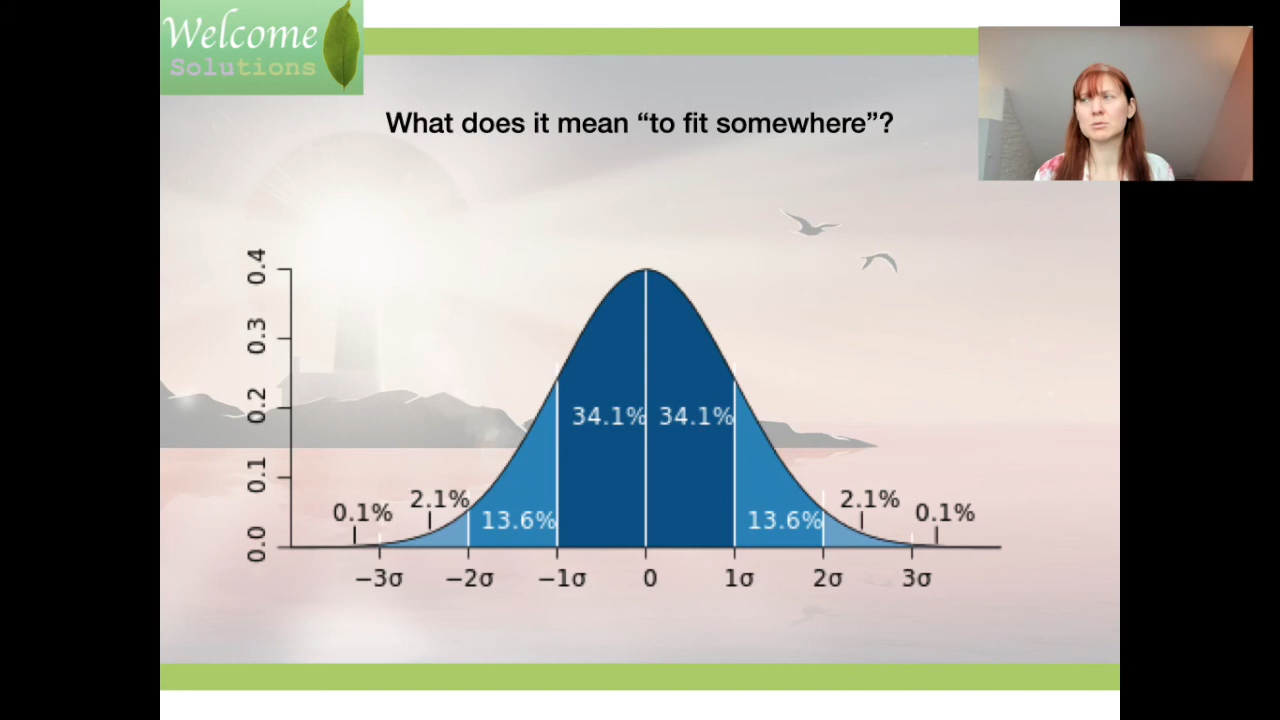 Welcome
Solutions
What does it mean “to fit somewhere”?
0.4
0.3
0.2
0.1
0.0
34.1% 34.1%
0.1% 2.1% 13.6% 13.6% 2.1% 0.1%
−3σ −2σ −1σ 0 1σ 2σ 3σ